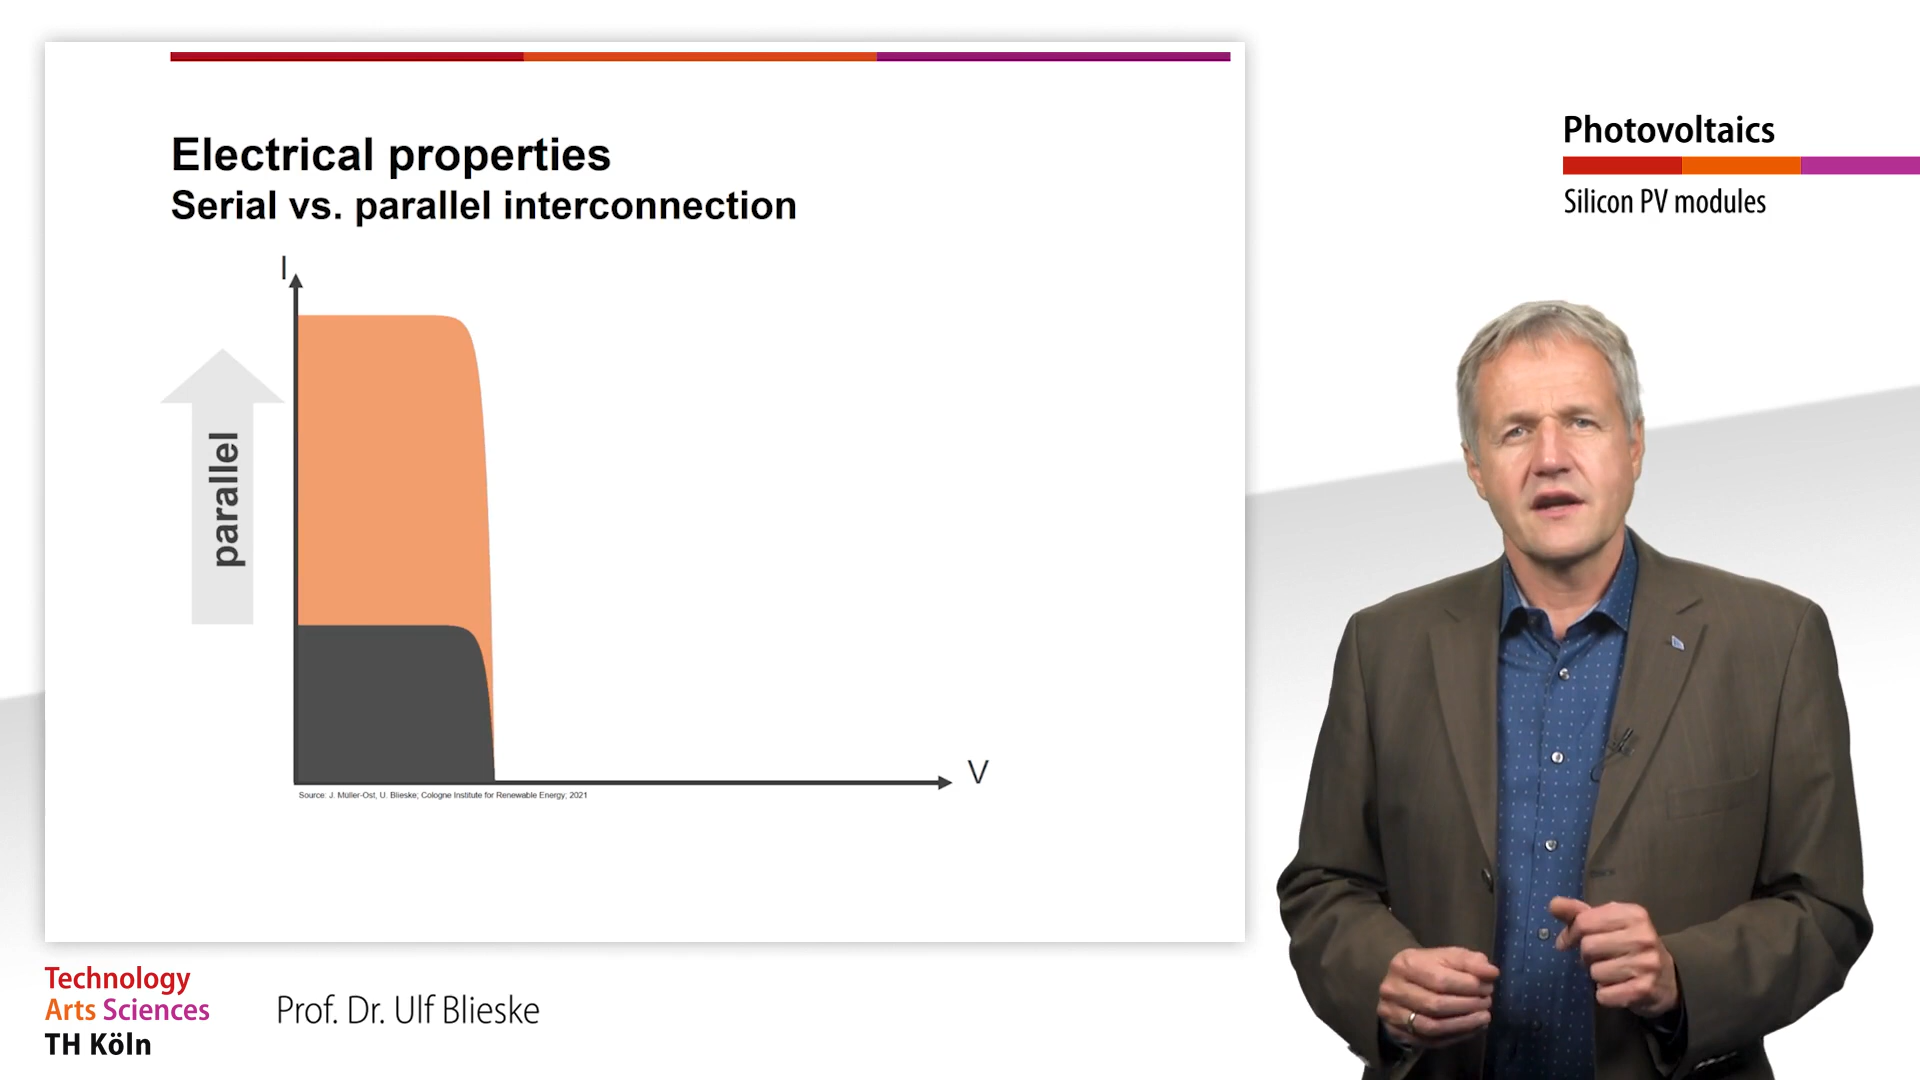 Electrical properties
Serial vs. parallel interconnection
I
parallel
V
Source: J. Müller-Ost, U. Blieske; Cologne Institute for Renewable Energy, 2021
Photovoltaics
Silicon PV modules
Technology
Arts Sciences
TH Köln
Prof. Dr. Ulf Blieske